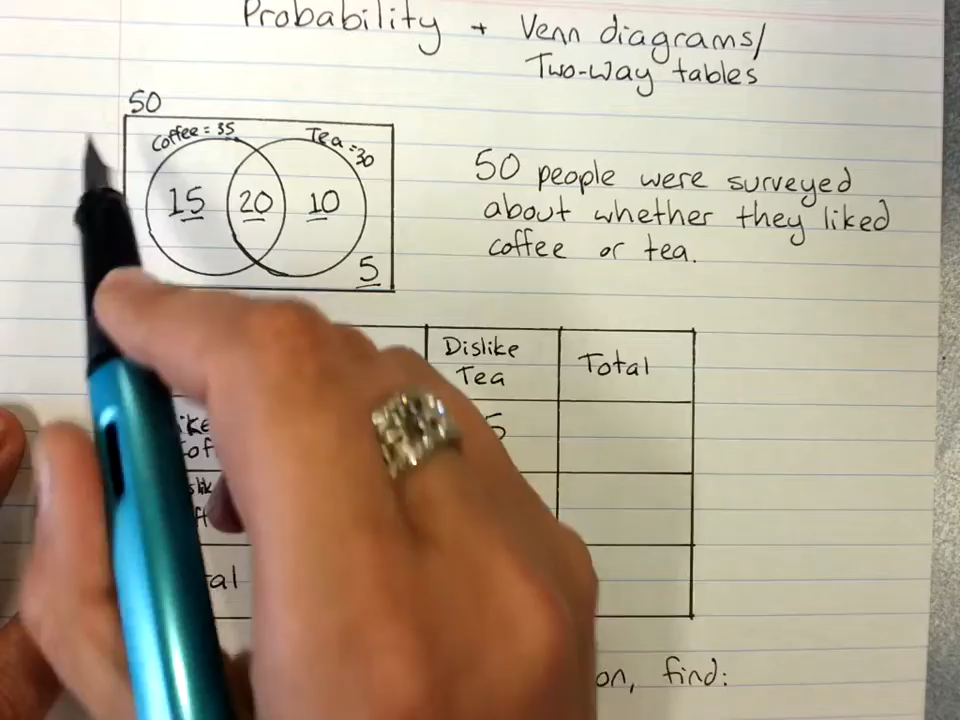 Probability + Venn diagrams/
Two-way tables
50
Coffee = 35
Tea = 30
15 20 10
5
50 people were surveyed
about whether they liked
coffee or tea.
Dislike
Tea
Total
5
find: